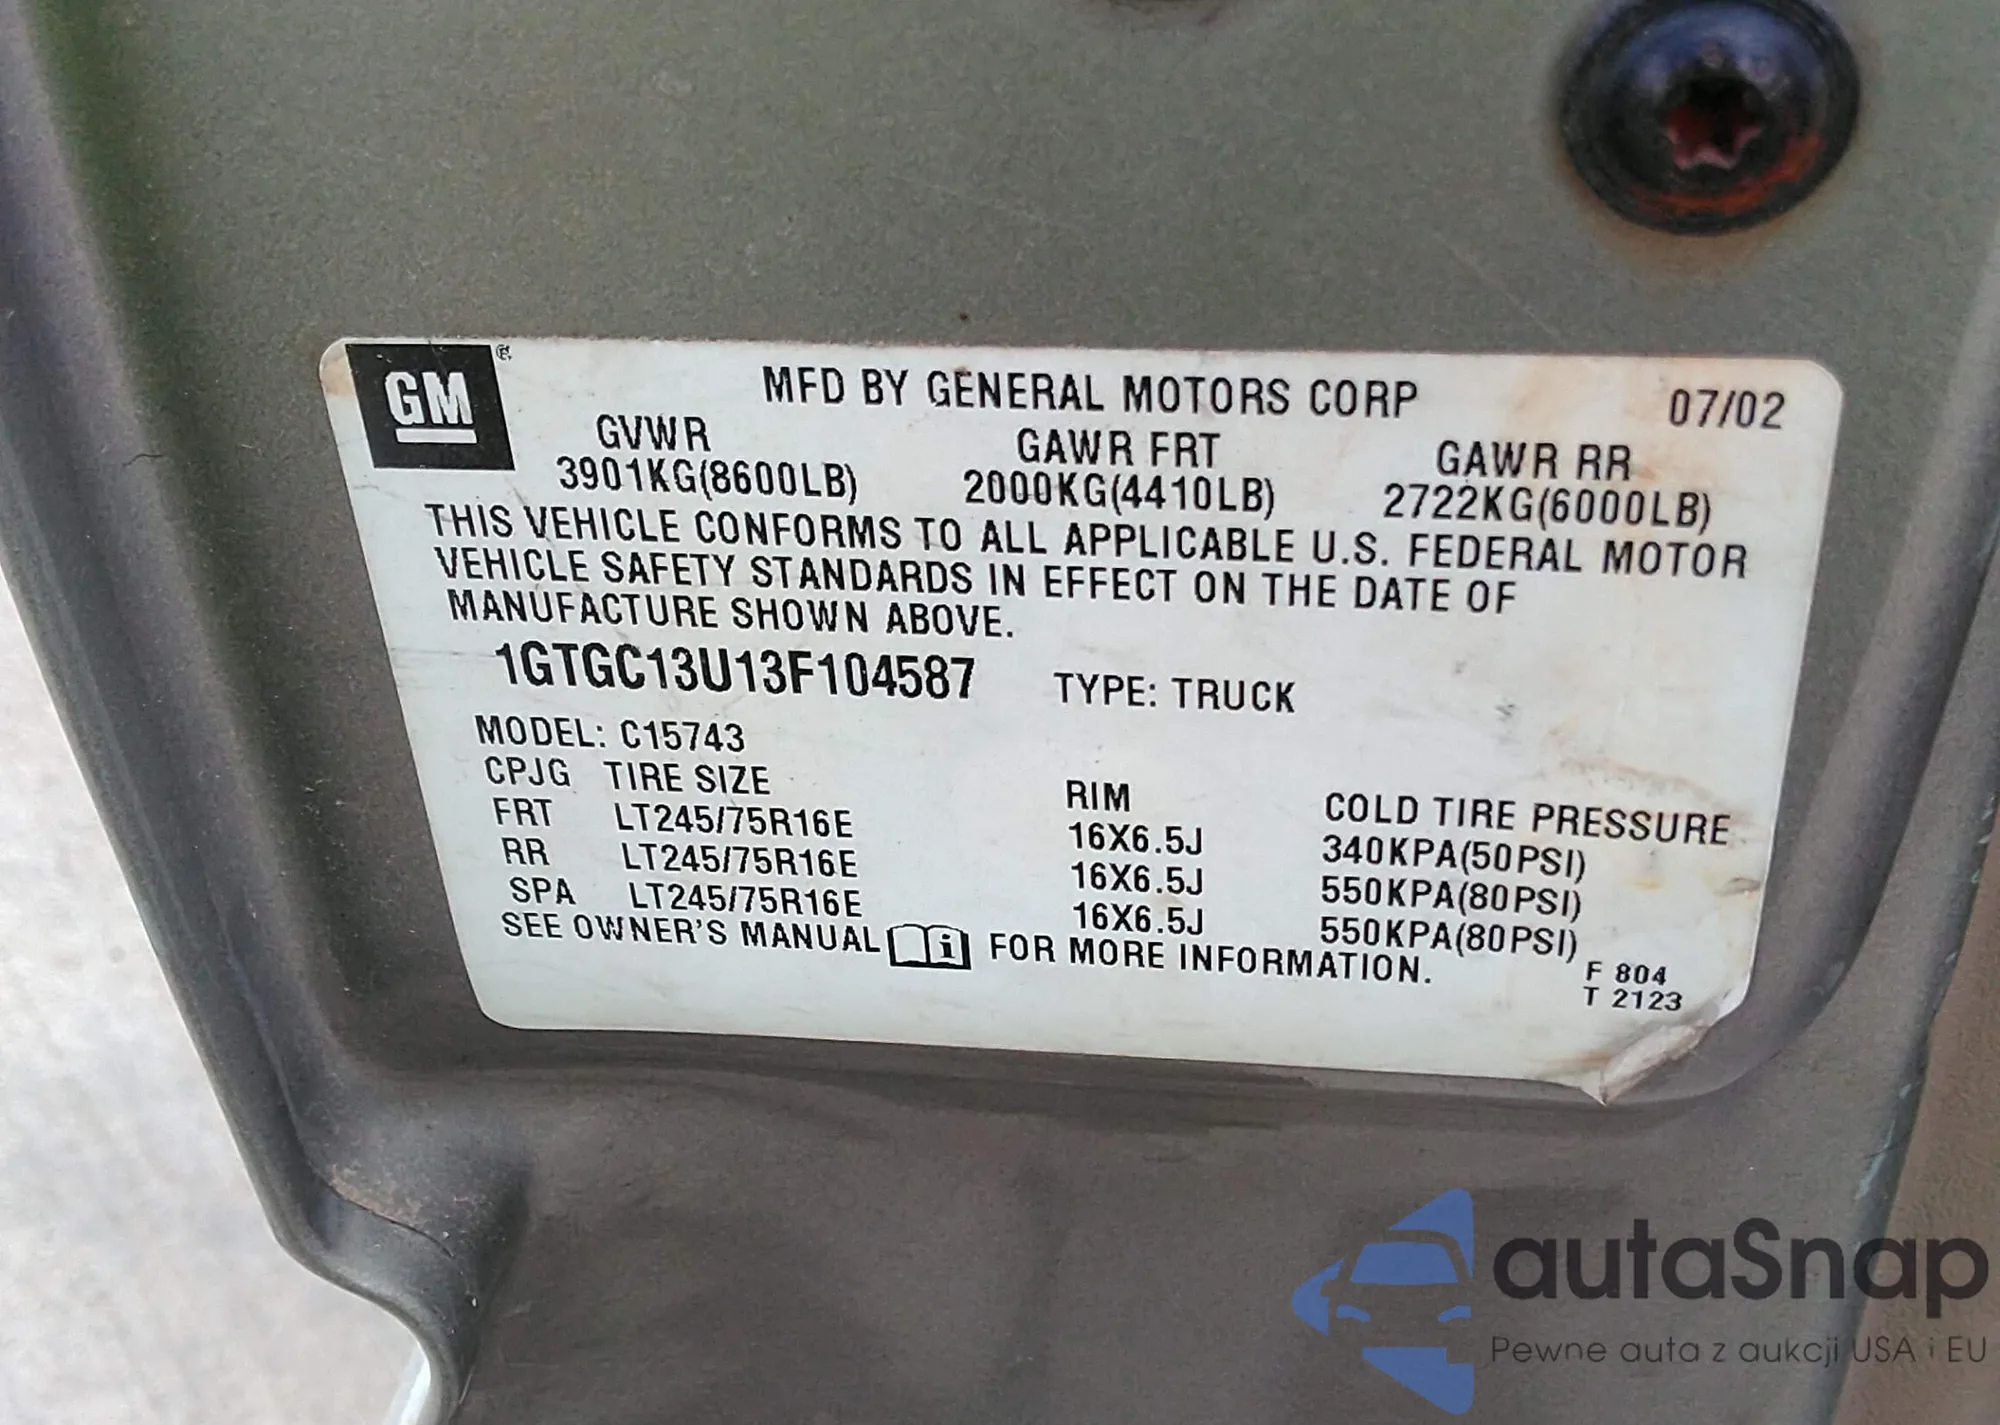 GM
MFD BY GENERAL MOTORS CORP 07/02
GVWR GAWR FRT GAWR RR
3901KG(8600LB) 2000KG(4410LB) 2722KG(6000LB)
THIS VEHICLE CONFORMS TO ALL APPLICABLE U.S. FEDERAL MOTOR
VEHICLE SAFETY STANDARDS IN EFFECT ON THE DATE OF
MANUFACTURE SHOWN ABOVE.
1GTGC13U13F104587 TYPE: TRUCK
MODEL: C15743
CPJG TIRE SIZE RIM COLD TIRE PRESSURE
FRT LT245/75R16E 16X6.5J 340KPA(50PSI)
RR LT245/75R16E 16X6.5J 550KPA(80PSI)
SPA LT245/75R16E 16X6.5J 550KPA(80PSI)
SEE OWNER'S MANUAL i FOR MORE INFORMATION.
F 804
T 2123
autaSnap
Pewne auta z aukcji USA i EU